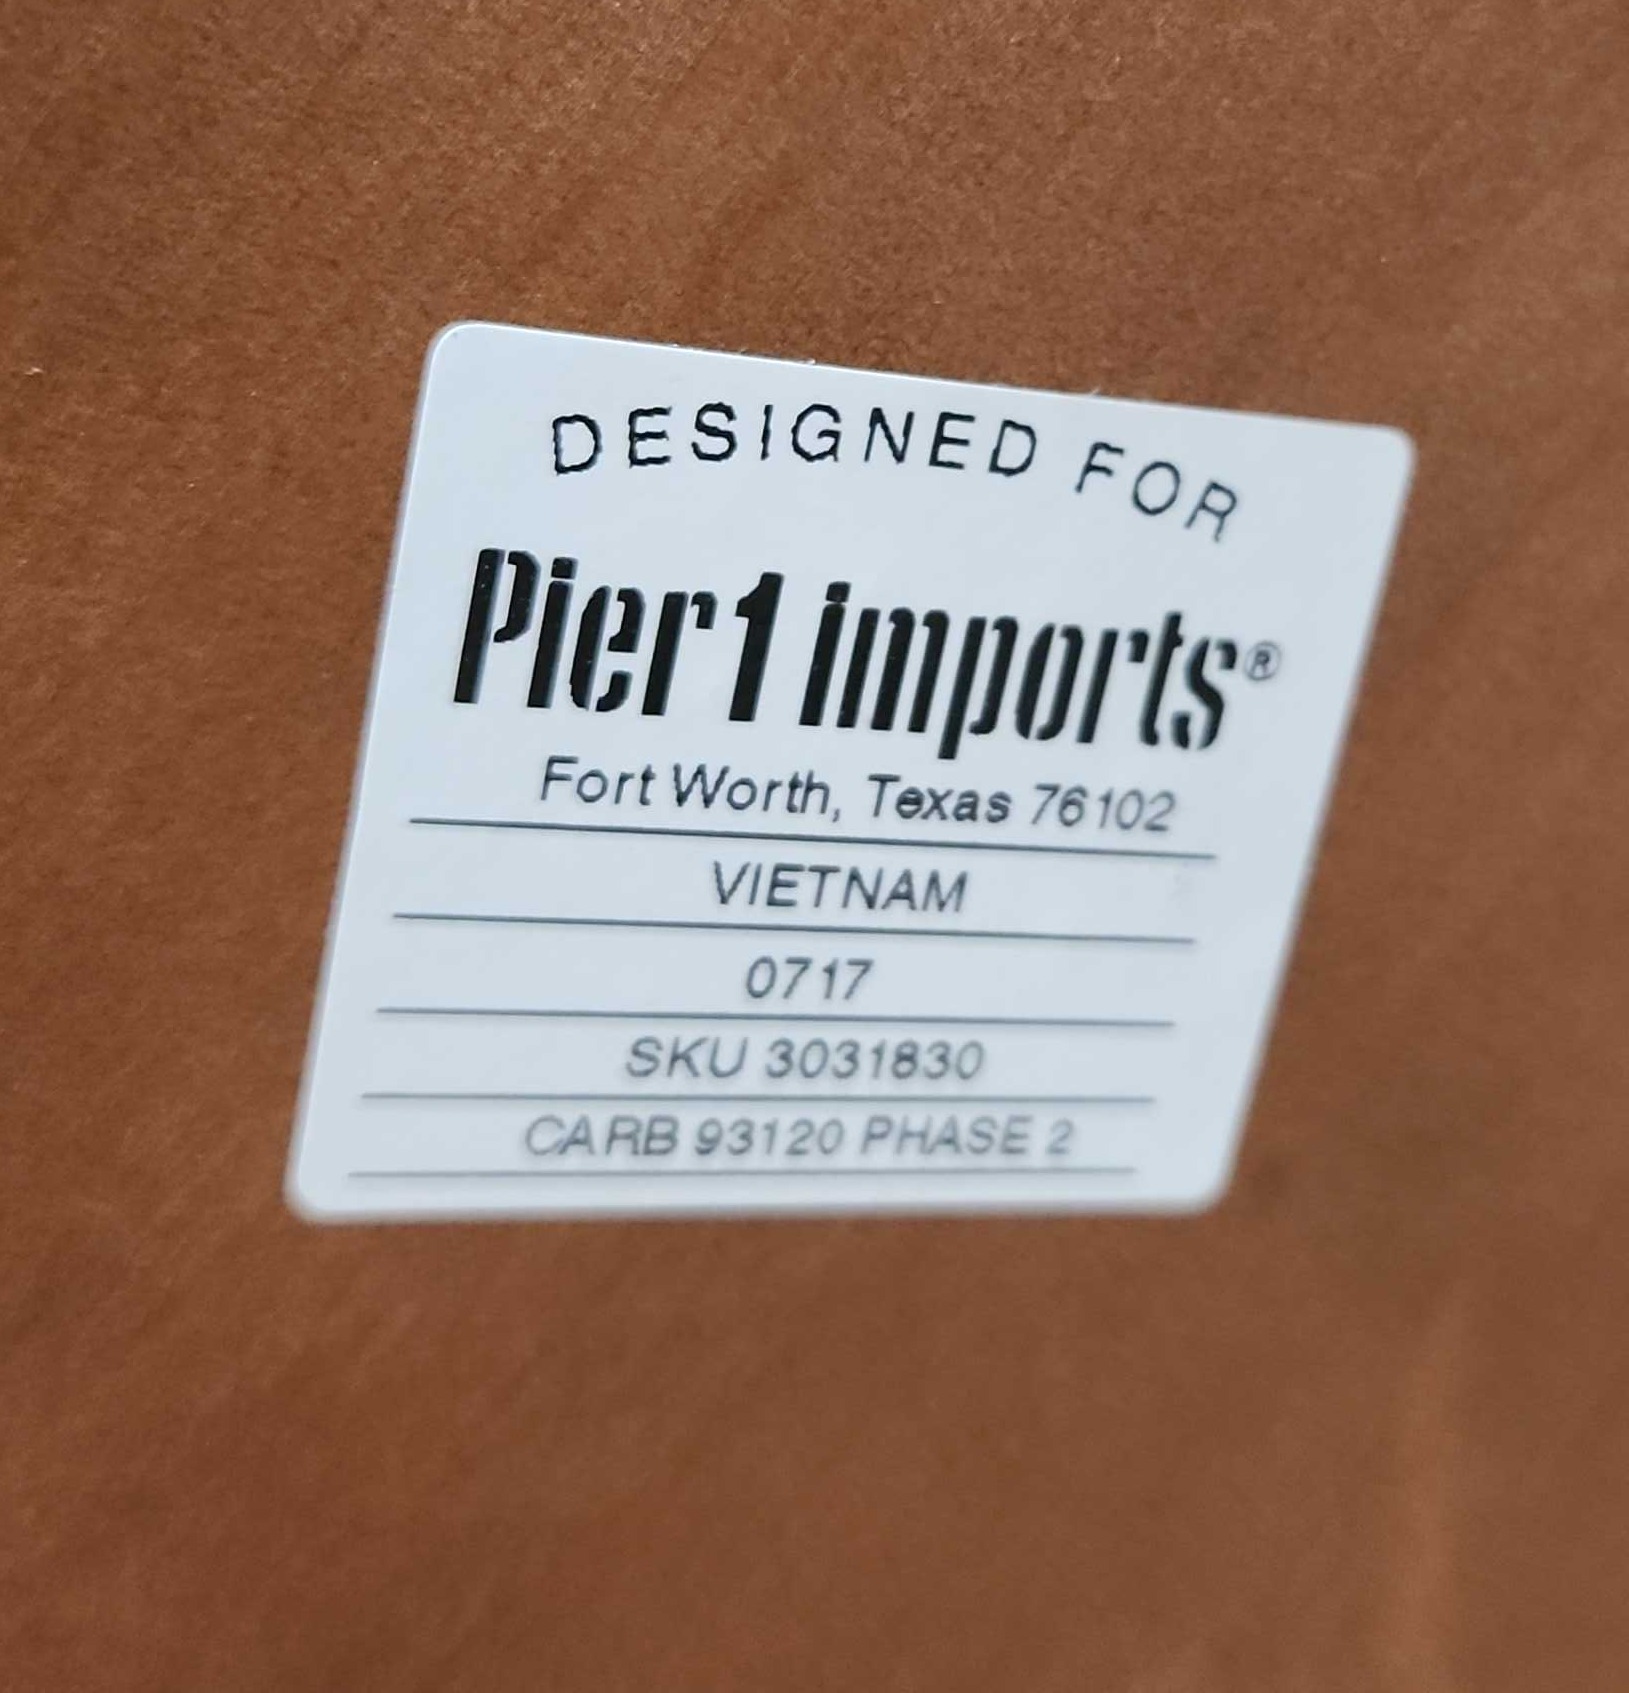 DESIGNED FOR
Pier 1 imports®
Fort Worth, Texas 76102
VIETNAM
0717
SKU 3031830
CARB 93120 PHASE 2